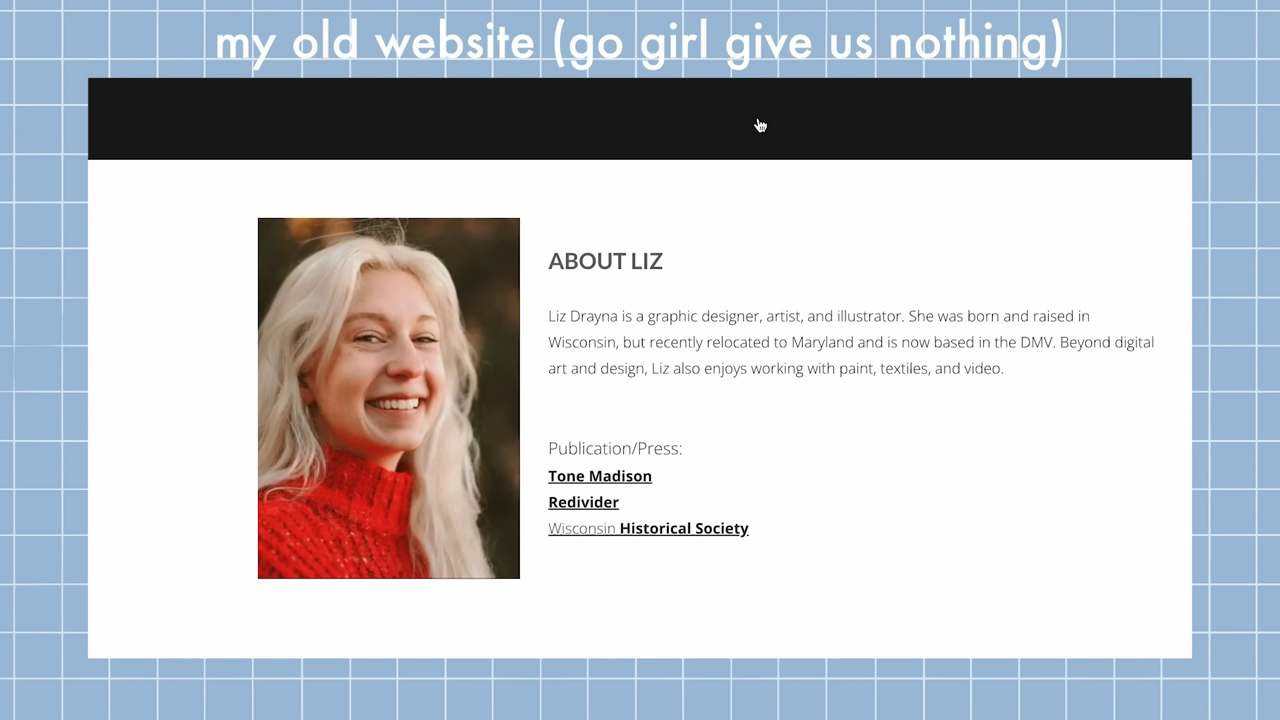 my old website (go girl give us nothing)
ABOUT LIZ
Liz Drayna is a graphic designer, artist, and illustrator. She was born and raised in
Wisconsin, but recently relocated to Maryland and is now based in the DMV. Beyond digital
art and design, Liz also enjoys working with paint, textiles, and video.
Publication/Press:
Tone Madison
Redivider
Wisconsin Historical Society